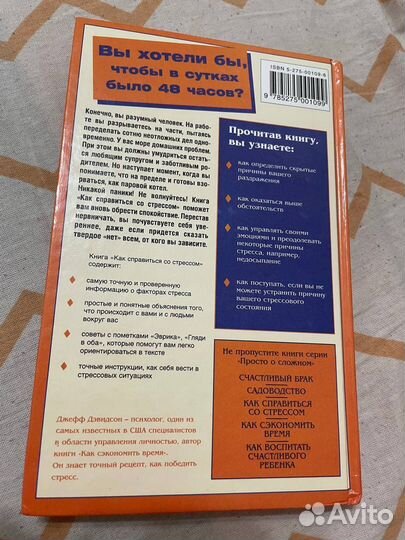 Вы хотели бы,
чтобы в сутках
было 48 часов?
ISBN 5-275-00109-8
9 785275 001099
Конечно, вы разумный человек. На рабо-
те вы разрываетесь на части, пытаясь
переделать сотню неотложных дел одно-
временно. У вас море домашних проблем.
При этом вы должны умудриться остать-
ся любящим супругом и заботливым ро-
дителем. Но наступает момент, когда вы
понимаете, что на пределе и готовы взо-
рваться, как паровой котел.
Никакой паники! Не волнуйтесь! Книга
"Как справиться со стрессом" поможет
вам вновь обрести спокойствие. Перестав
нервничать, вы почувствуете себя уве-
реннее, даже если придется сказать
твердое «нет» всем, от кого вы зависите.
Книга «Как справиться со стрессом»
содержит:
самую точную и проверенную
информацию о факторах стресса
простые и понятные объяснения того,
что происходит с вами и с людьми
вокруг вас
советы с пометками "Эврика", "Гляди
в оба", которые помогут вам легко
ориентироваться в тексте
точные инструкции, как себя вести в
стрессовых ситуациях
Прочитав книгу,
вы узнаете:
как определить скрытые
причины вашего
раздражения
как оказаться выше
обстоятельств
как управлять своими
эмоциями и преодолевать
некоторые причины
стресса, например,
недосыпание
как поступать, если вы не
можете устранить причину
вашего стрессового
состояния
Не пропустите книги серии
«Просто о сложном»
СЧАСТЛИВЫЙ БРАК
САДОВОДСТВО
КАК СПРАВИТЬСЯ
СО СТРЕССОМ
КАК СЭКОНОМИТЬ
ВРЕМЯ
КАК ВОСПИТАТЬ
СЧАСТЛИВОГО
РЕБЕНКА
Джефф Дэвидсон – психолог, один из
самых известных в США специалистов
в области управления личностью, автор
книги «Как сэкономить время».
Он знает точный рецепт, как победить
стресс.
Avito